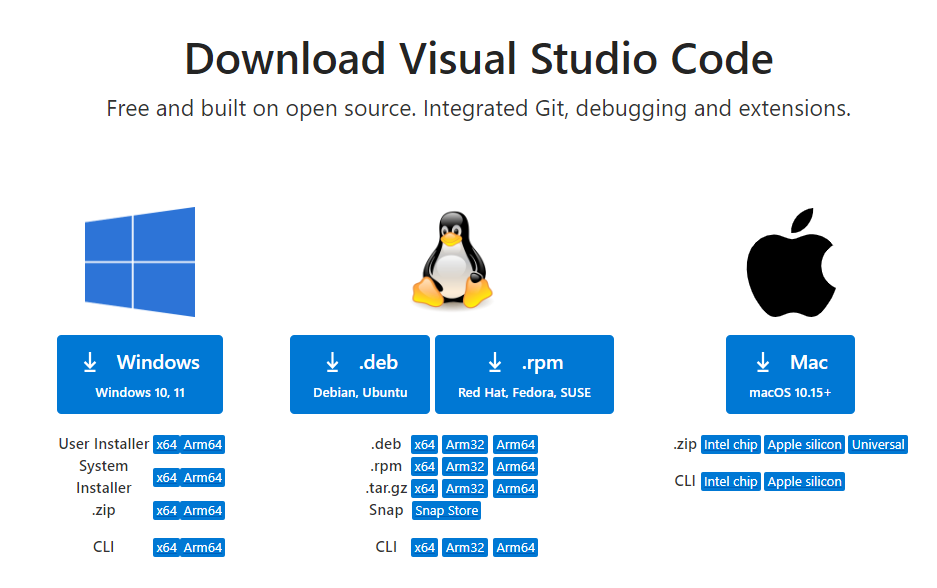 Download Visual Studio Code
Free and built on open source. Integrated Git, debugging and extensions.
Windows
Windows 10, 11
User Installer x64 Arm64
System
Installer x64 Arm64
.zip x64 Arm64
CLI x64 Arm64
.deb
Debian, Ubuntu
.rpm
Red Hat, Fedora, SUSE
.deb x64 Arm32 Arm64
.rpm x64 Arm32 Arm64
.tar.gz x64 Arm32 Arm64
Snap Snap Store
CLI x64 Arm32 Arm64
Mac
macOS 10.15+
.zip Intel chip Apple silicon Universal
CLI Intel chip Apple silicon